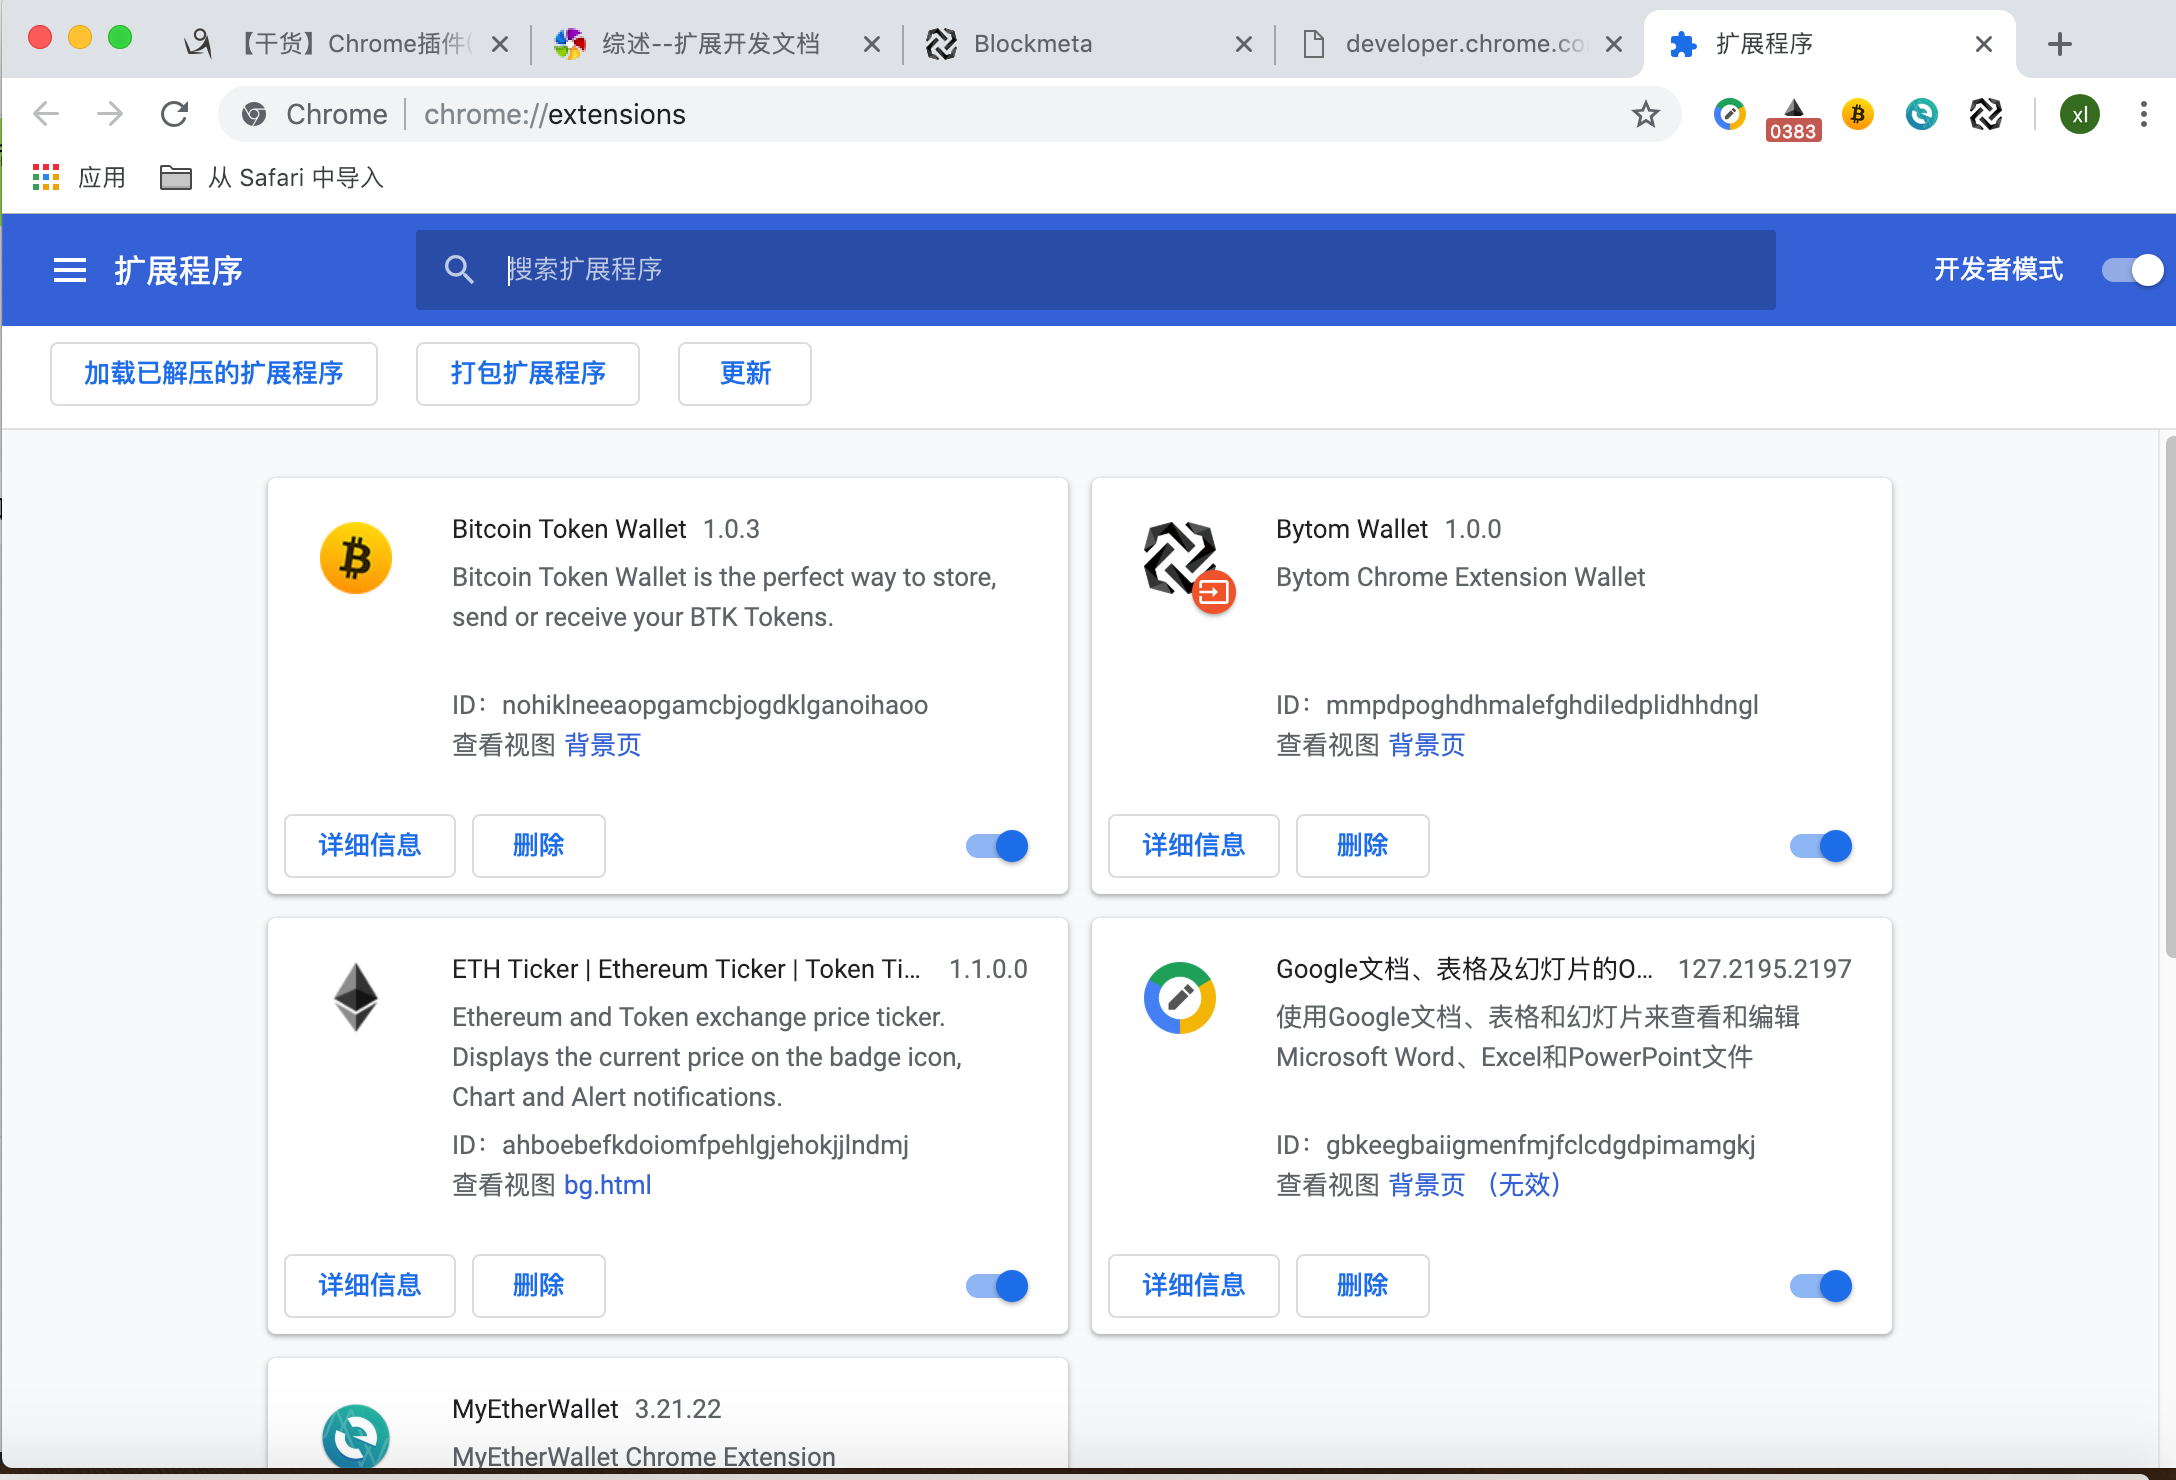 【干货】Chrome插件(
综述--扩展开发文档
Blockmeta
developer.chrome.co
扩展程序
Chrome
chrome://extensions
0383
xl
应用
从 Safari 中导入
扩展程序
搜索扩展程序
开发者模式
加载已解压的扩展程序
打包扩展程序
更新
Bitcoin Token Wallet 1.0.3
Bitcoin Token Wallet is the perfect way to store,
send or receive your BTK Tokens.
ID：nohiklneeaopgamcbjogdklganoihaoo
查看视图 背景页
详细信息
删除
Bytom Wallet 1.0.0
Bytom Chrome Extension Wallet
ID：mmpdpoghdhmalefghdiledplidhhdngl
查看视图 背景页
详细信息
删除
ETH Ticker | Ethereum Ticker | Token Ti... 1.1.0.0
Ethereum and Token exchange price ticker.
Displays the current price on the badge icon,
Chart and Alert notifications.
ID：ahboebefkdoiomfpehlgjehokjjlndmj
查看视图 bg.html
详细信息
删除
Google文档、表格及幻灯片的O... 127.2195.2197
使用Google文档、表格和幻灯片来查看和编辑
Microsoft Word、Excel和PowerPoint文件
ID：gbkeegbaiigmenfmjfclcdgdpimamgkj
查看视图 背景页 （无效）
详细信息
删除
MyEtherWallet 3.21.22
MyEtherWallet Chrome Extension